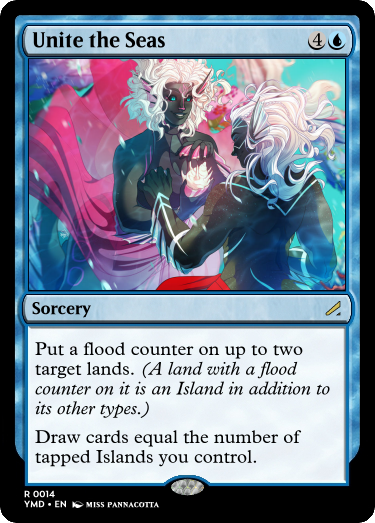 Unite the Seas 4
Sorcery
Put a flood counter on up to two
target lands. (A land with a flood
counter on it is an Island in addition to
its other types.)
Draw cards equal the number of
tapped Islands you control.
R 0014
YMD • EN MISS PANNACOTTA